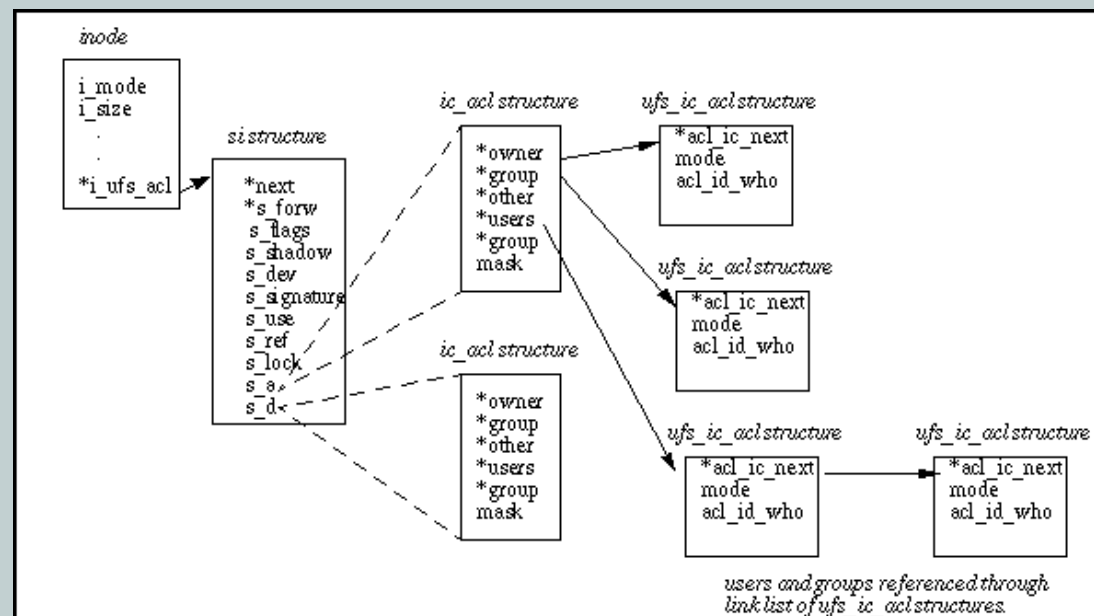 inode
i_mode
i_size
.
.
*i_ufs_acl
si structure
*next
*s_forw
s_flags
s_shadow
s_dev
s_signature
s_use
s_ref
s_lock
s_a
s_d
ic_acl structure
*owner
*group
*other
*users
*group
mask
ic_acl structure
*owner
*group
*other
*users
*group
mask
ufs_ic_acl structure
*acl_ic_next
mode
acl_id_who
ufs_ic_acl structure
*acl_ic_next
mode
acl_id_who
ufs_ic_acl structure
*acl_ic_next
mode
acl_id_who
ufs_ic_acl structure
*acl_ic_next
mode
acl_id_who
users and groups referenced through
link list of ufs_ic_acl structures.